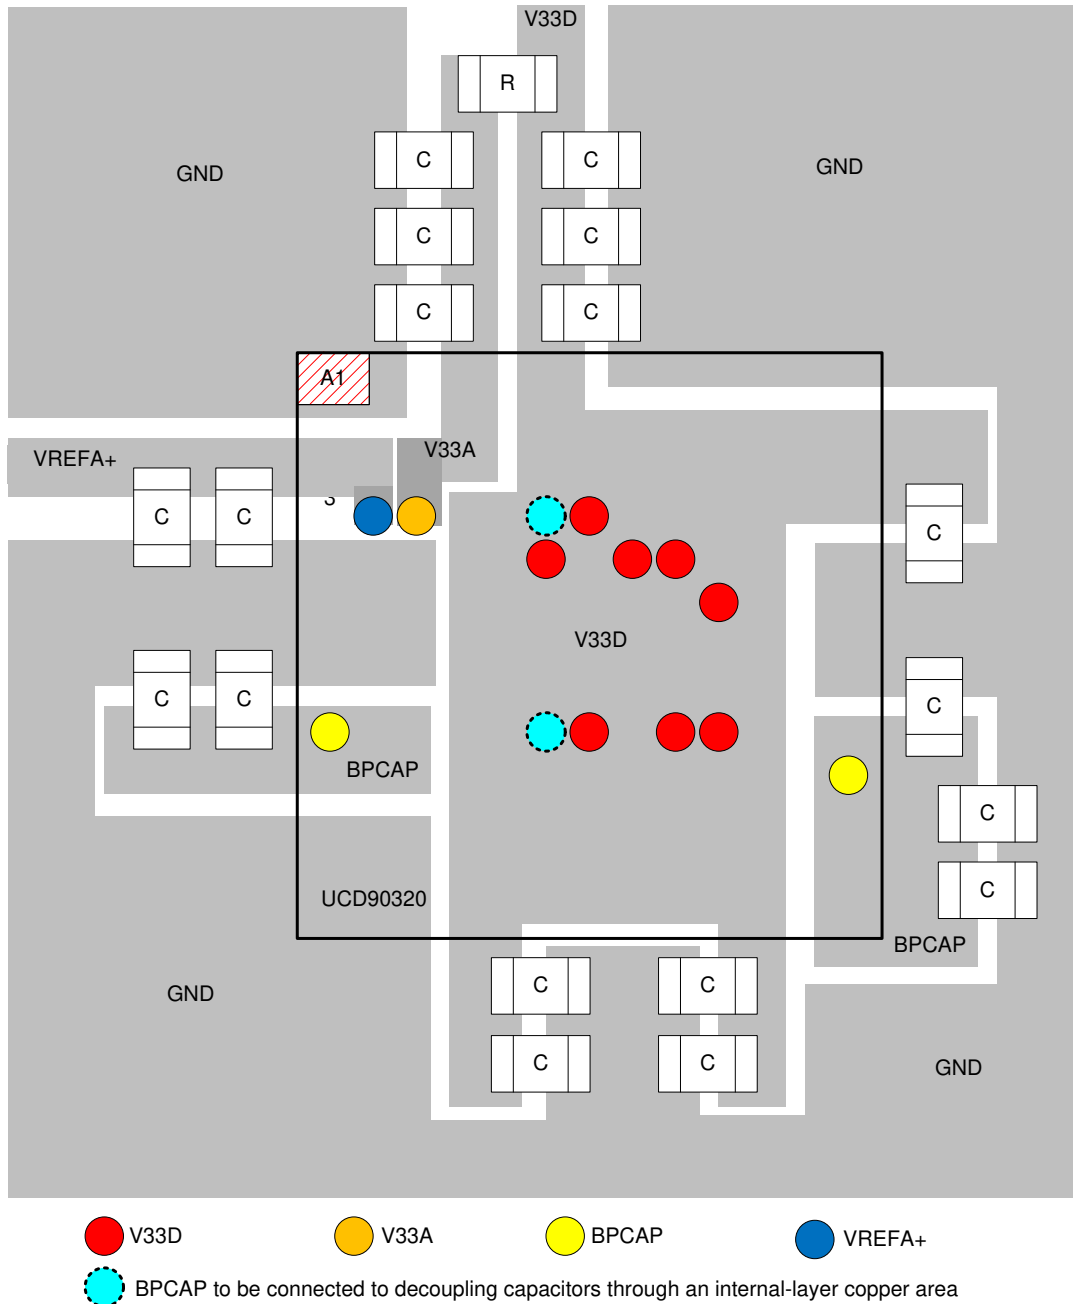 V33D
R
C C
GND GND
C C
C C
A1
V33A
VREFA+
C C
C
V33D
C C
C
BPCAP
C
C
UCD90320
BPCAP
C C
GND
C C
GND
V33D V33A BPCAP VREFA+
BPCAP to be connected to decoupling capacitors through an internal-layer copper area